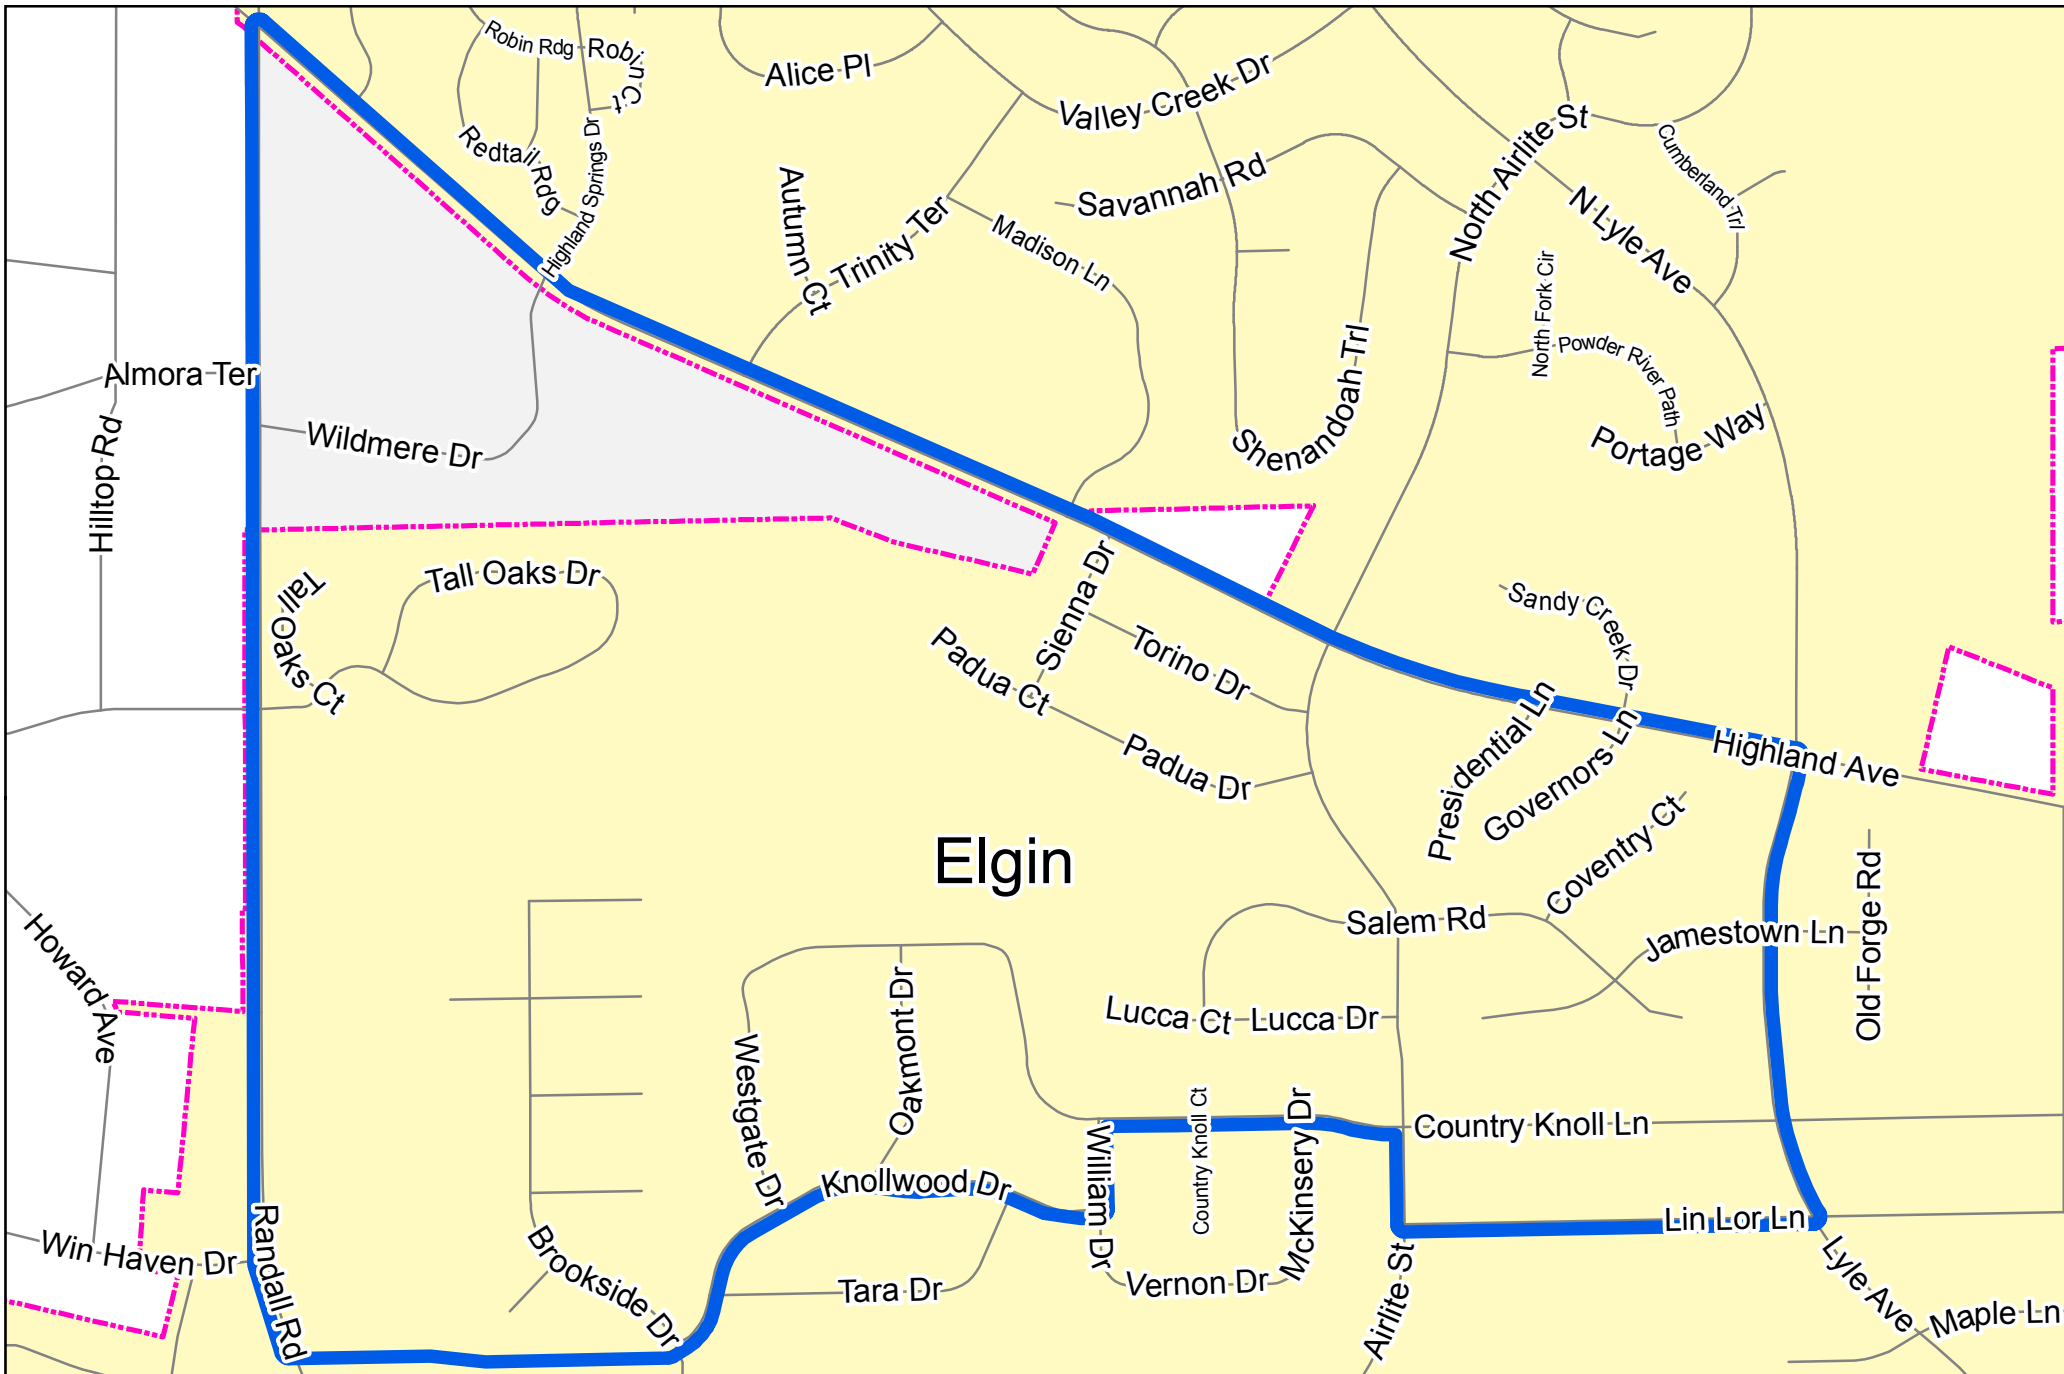 Robin Rdg
Robin Ct
Alice Pl
Valley Creek Dr
North Airlite St
Redtail Rdg
Highland Springs Dr
Autumn Ct
Trinity Ter
Madison Ln
Savannah Rd
Cumberland Trl
N Lyle Ave
North Fork Cir
Powder River Path
Portage Way
Shenandoah Trl
Almora Ter
Hilltop Rd
Wildmere Dr
Tall Oaks Ct
Tall Oaks Dr
Sienna Dr
Padua Ct
Torino Dr
Padua Dr
Sandy Creek Dr
Presidential Ln
Governors Ln
Highland Ave
Coventry Ct
Elgin
Salem Rd
Jamestown Ln
Old Forge Rd
Howard Ave
Lucca Ct
Lucca Dr
Westgate Dr
Oakmont Dr
Country Knoll Ct
McKinsery Dr
Country Knoll Ln
William Dr
Knollwood Dr
Lin Lor Ln
Win Haven Dr
Randall Rd
Brookside Dr
Tara Dr
Vernon Dr
Airlite St
Lyle Ave
Maple Ln